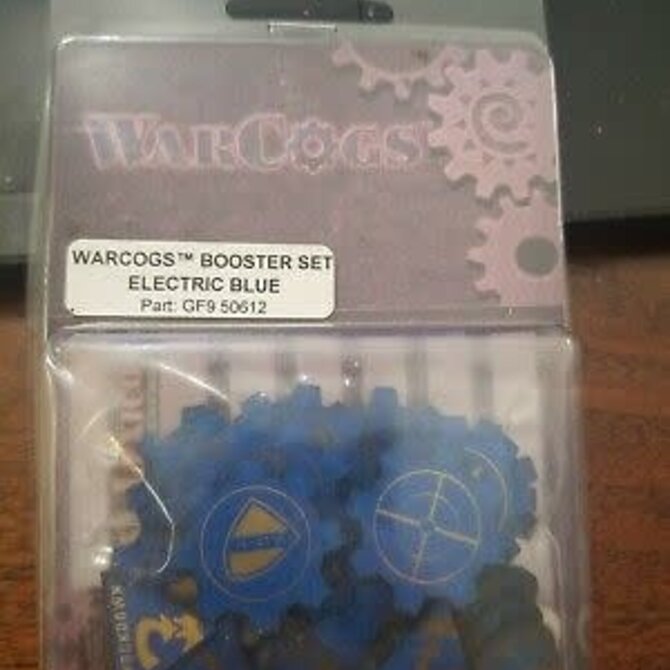 WARCOGS
WARCOGS™ BOOSTER SET
ELECTRIC BLUE
Part: GF9 50612